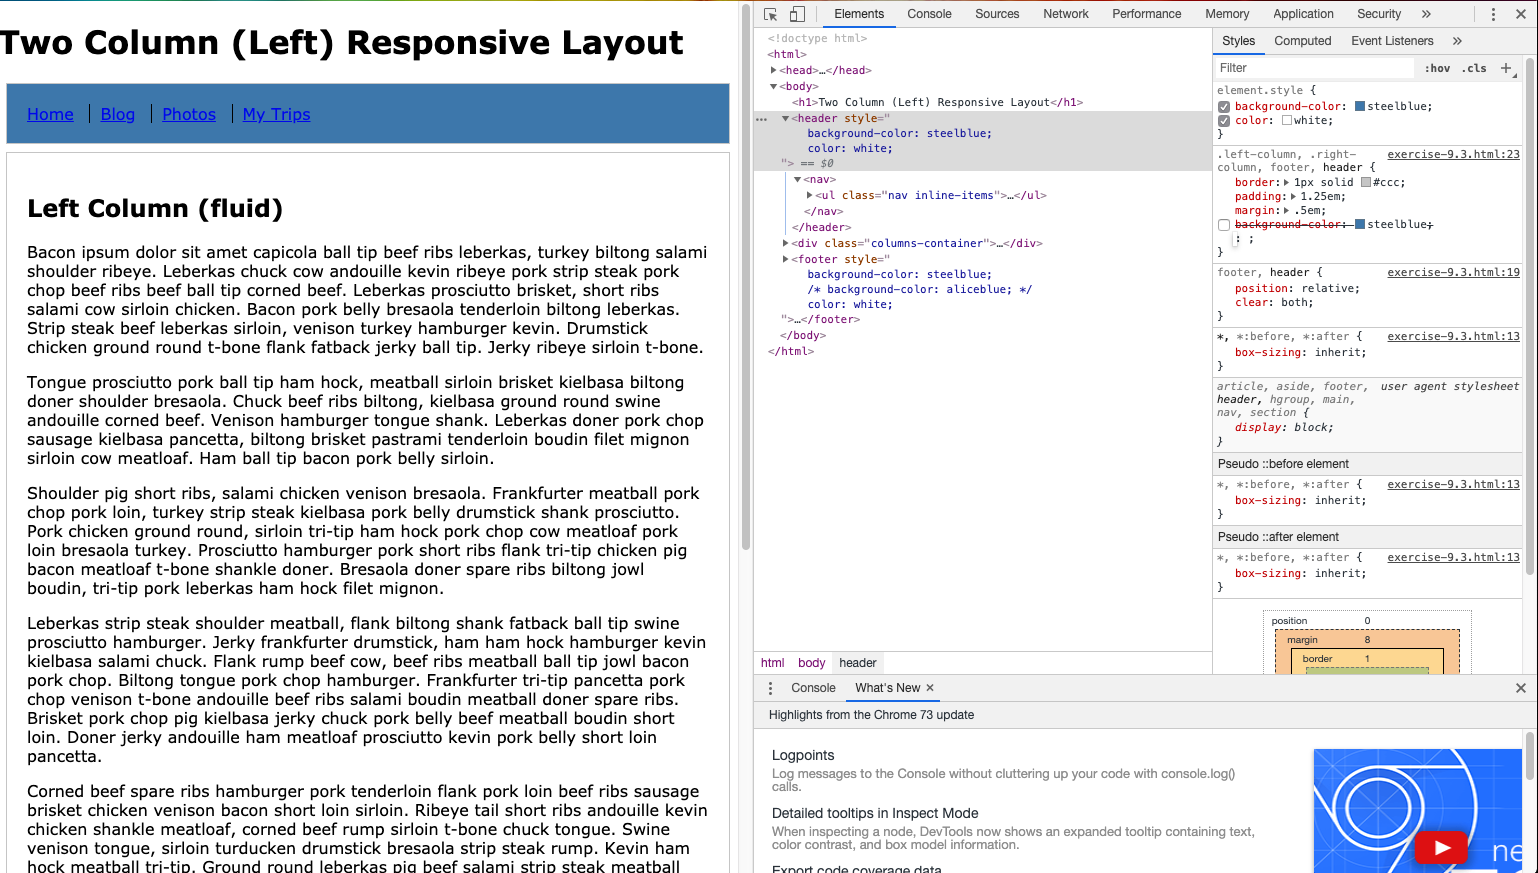 Two Column (Left) Responsive Layout
Home
Blog
Photos
My Trips
Left Column (fluid)
Bacon ipsum dolor sit amet capicola ball tip beef ribs leberkas, turkey biltong salami
shoulder ribeye. Leberkas chuck cow andouille kevin ribeye pork strip steak pork
chop beef ribs beef ball tip corned beef. Leberkas prosciutto brisket, short ribs
salami cow sirloin chicken. Bacon pork belly bresaola tenderloin biltong leberkas.
Strip steak beef leberkas sirloin, venison turkey hamburger kevin. Drumstick
chicken ground round t-bone flank fatback jerky ball tip. Jerky ribeye sirloin t-bone.
Tongue prosciutto pork ball tip ham hock, meatball sirloin brisket kielbasa biltong
doner shoulder bresaola. Chuck beef ribs biltong, kielbasa ground round swine
andouille corned beef. Venison hamburger tongue shank. Leberkas doner pork chop
sausage kielbasa pancetta, biltong brisket pastrami tenderloin boudin filet mignon
sirloin cow meatloaf. Ham ball tip bacon pork belly sirloin.
Shoulder pig short ribs, salami chicken venison bresaola. Frankfurter meatball pork
chop pork loin, turkey strip steak kielbasa pork belly drumstick shank prosciutto.
Pork chicken ground round, sirloin tri-tip ham hock pork chop cow meatloaf pork
loin bresaola turkey. Prosciutto hamburger pork short ribs flank tri-tip chicken pig
bacon meatloaf t-bone shankle doner. Bresaola doner spare ribs biltong jowl
boudin, tri-tip pork leberkas ham hock filet mignon.
Leberkas strip steak shoulder meatball, flank biltong shank fatback ball tip swine
prosciutto hamburger. Jerky frankfurter drumstick, ham ham hock hamburger kevin
kielbasa salami chuck. Flank rump beef cow, beef ribs meatball ball tip jowl bacon
pork chop. Biltong tongue pork chop hamburger. Frankfurter tri-tip pancetta pork
chop venison t-bone andouille beef ribs salami boudin meatball doner spare ribs.
Brisket pork chop pig kielbasa jerky chuck pork belly beef meatball boudin short
loin. Doner jerky andouille ham meatloaf prosciutto kevin pork belly short loin
pancetta.
Corned beef spare ribs hamburger pork tenderloin flank pork loin beef ribs sausage
brisket chicken venison bacon short loin sirloin. Ribeye tail short ribs andouille kevin
chicken shankle meatloaf, corned beef rump sirloin t-bone chuck tongue. Swine
venison tongue, sirloin turducken drumstick bresaola strip steak rump. Kevin ham
hock meatball tri-tip. Ground round leberkas pig beef salami strip steak meatball
Elements Console Sources Network Performance Memory Application Security »
<!doctype html>
<html>
<head>…</head>
<body>
<h1>Two Column (Left) Responsive Layout</h1>
<header style="
background-color: steelblue;
color: white;
"> == $0
<nav>
<ul class="nav inline-items">…</ul>
</nav>
</header>
<div class="columns-container">…</div>
<footer style="
background-color: steelblue;
/* background-color: aliceblue; */
color: white;
">…</footer>
</body>
</html>
html body header
Styles Computed Event Listeners »
Filter :hov .cls +
element.style {
background-color: steelblue;
color: white;
}
.left-column, .right- exercise-9.3.html:23
column, footer, header {
border: 1px solid #ccc;
padding: 1.25em;
margin: .5em;
background-color: steelblue;
: ;
}
footer, header { exercise-9.3.html:19
position: relative;
clear: both;
}
*, *:before, *:after { exercise-9.3.html:13
box-sizing: inherit;
}
article, aside, footer, user agent stylesheet
header, hgroup, main,
nav, section {
display: block;
}
Pseudo ::before element
*, *:before, *:after { exercise-9.3.html:13
box-sizing: inherit;
}
Pseudo ::after element
*, *:before, *:after { exercise-9.3.html:13
box-sizing: inherit;
}
position 0
margin 8
border 1
Console What's New ×
Highlights from the Chrome 73 update
Logpoints
Log messages to the Console without cluttering up your code with console.log()
calls.
Detailed tooltips in Inspect Mode
When inspecting a node, DevTools now shows an expanded tooltip containing text,
color contrast, and box model information.
Export code coverage data
ne